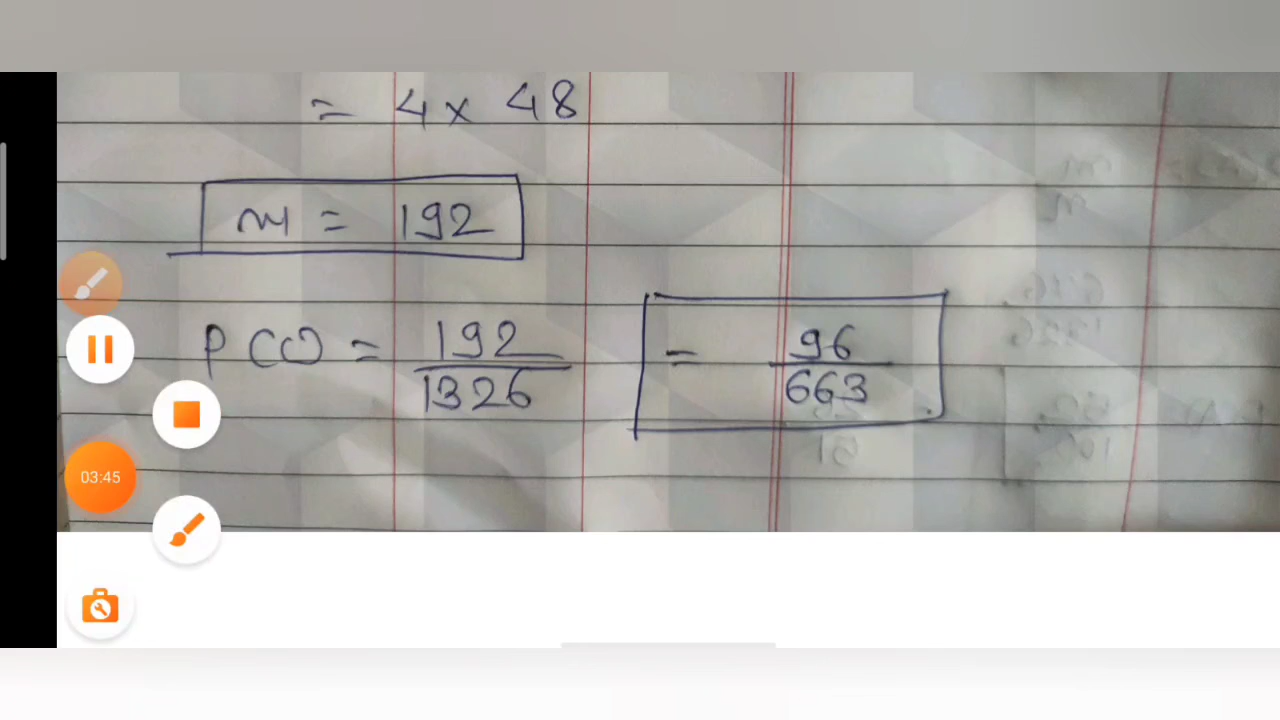 = 4 × 48
m = 192
P(C) = 192/1326 = 96/663
03:45